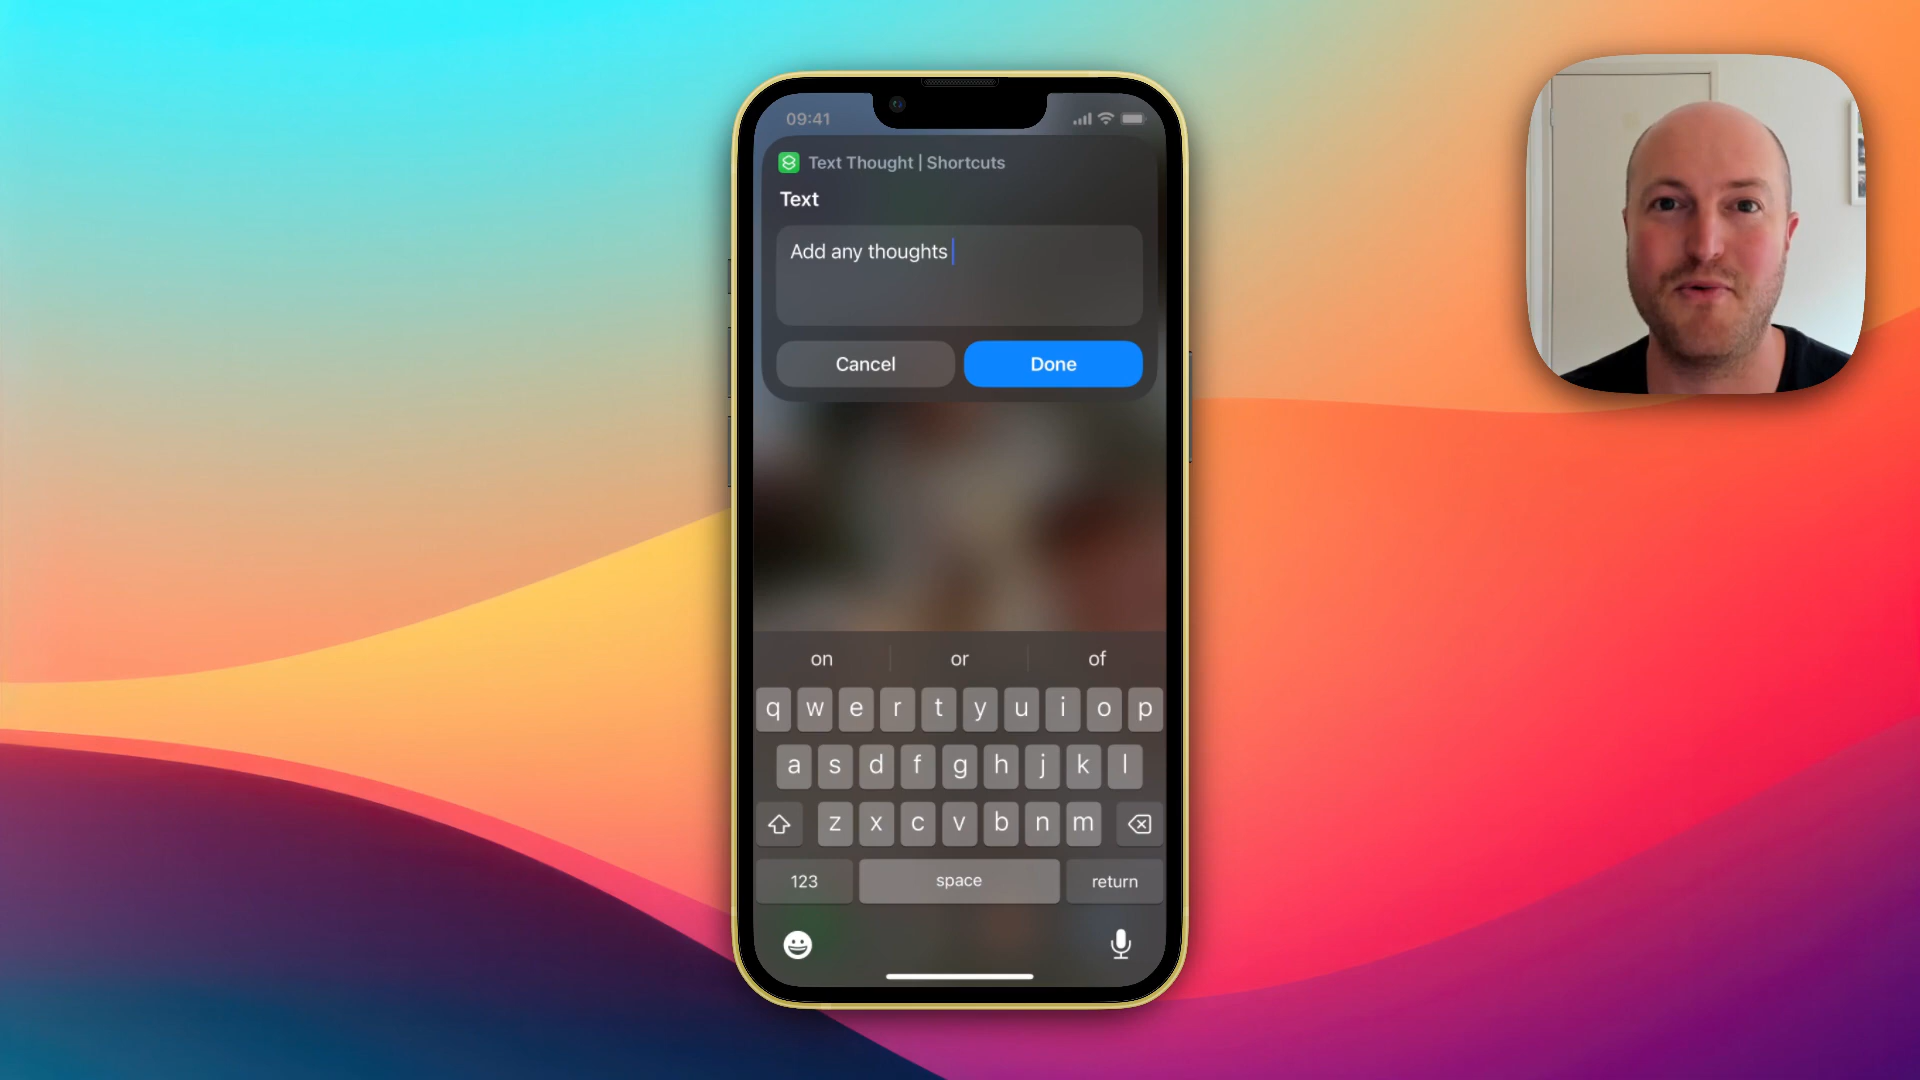 09:41
Text Thought | Shortcuts
Text
Add any thoughts
Cancel Done
on or of
q w e r t y u i o p
a s d f g h j k l
z x c v b n m
123 space return